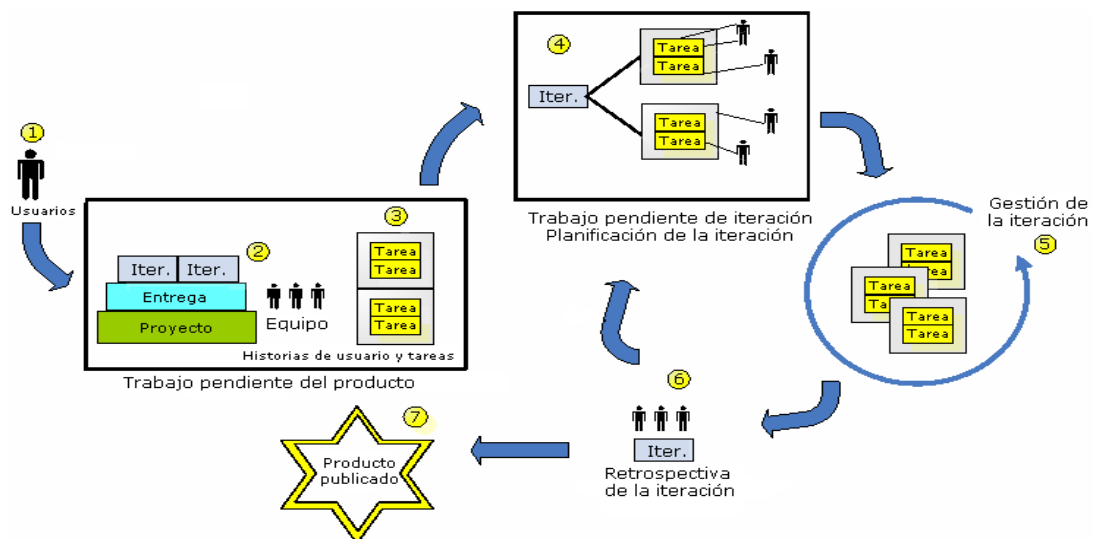 1
Usuarios
2
Iter. Iter.
Entrega
Proyecto
Equipo
3
Tarea
Tarea
Tarea
Tarea
Historias de usuario y tareas
Trabajo pendiente del producto
4
Iter.
Tarea
Tarea
Tarea
Tarea
Trabajo pendiente de iteración
Planificación de la iteración
Gestión de
la iteración
5
Tarea
Tarea
Tarea
Tarea
Tarea
6
Iter.
Retrospectiva
de la iteración
7
Producto
publicado